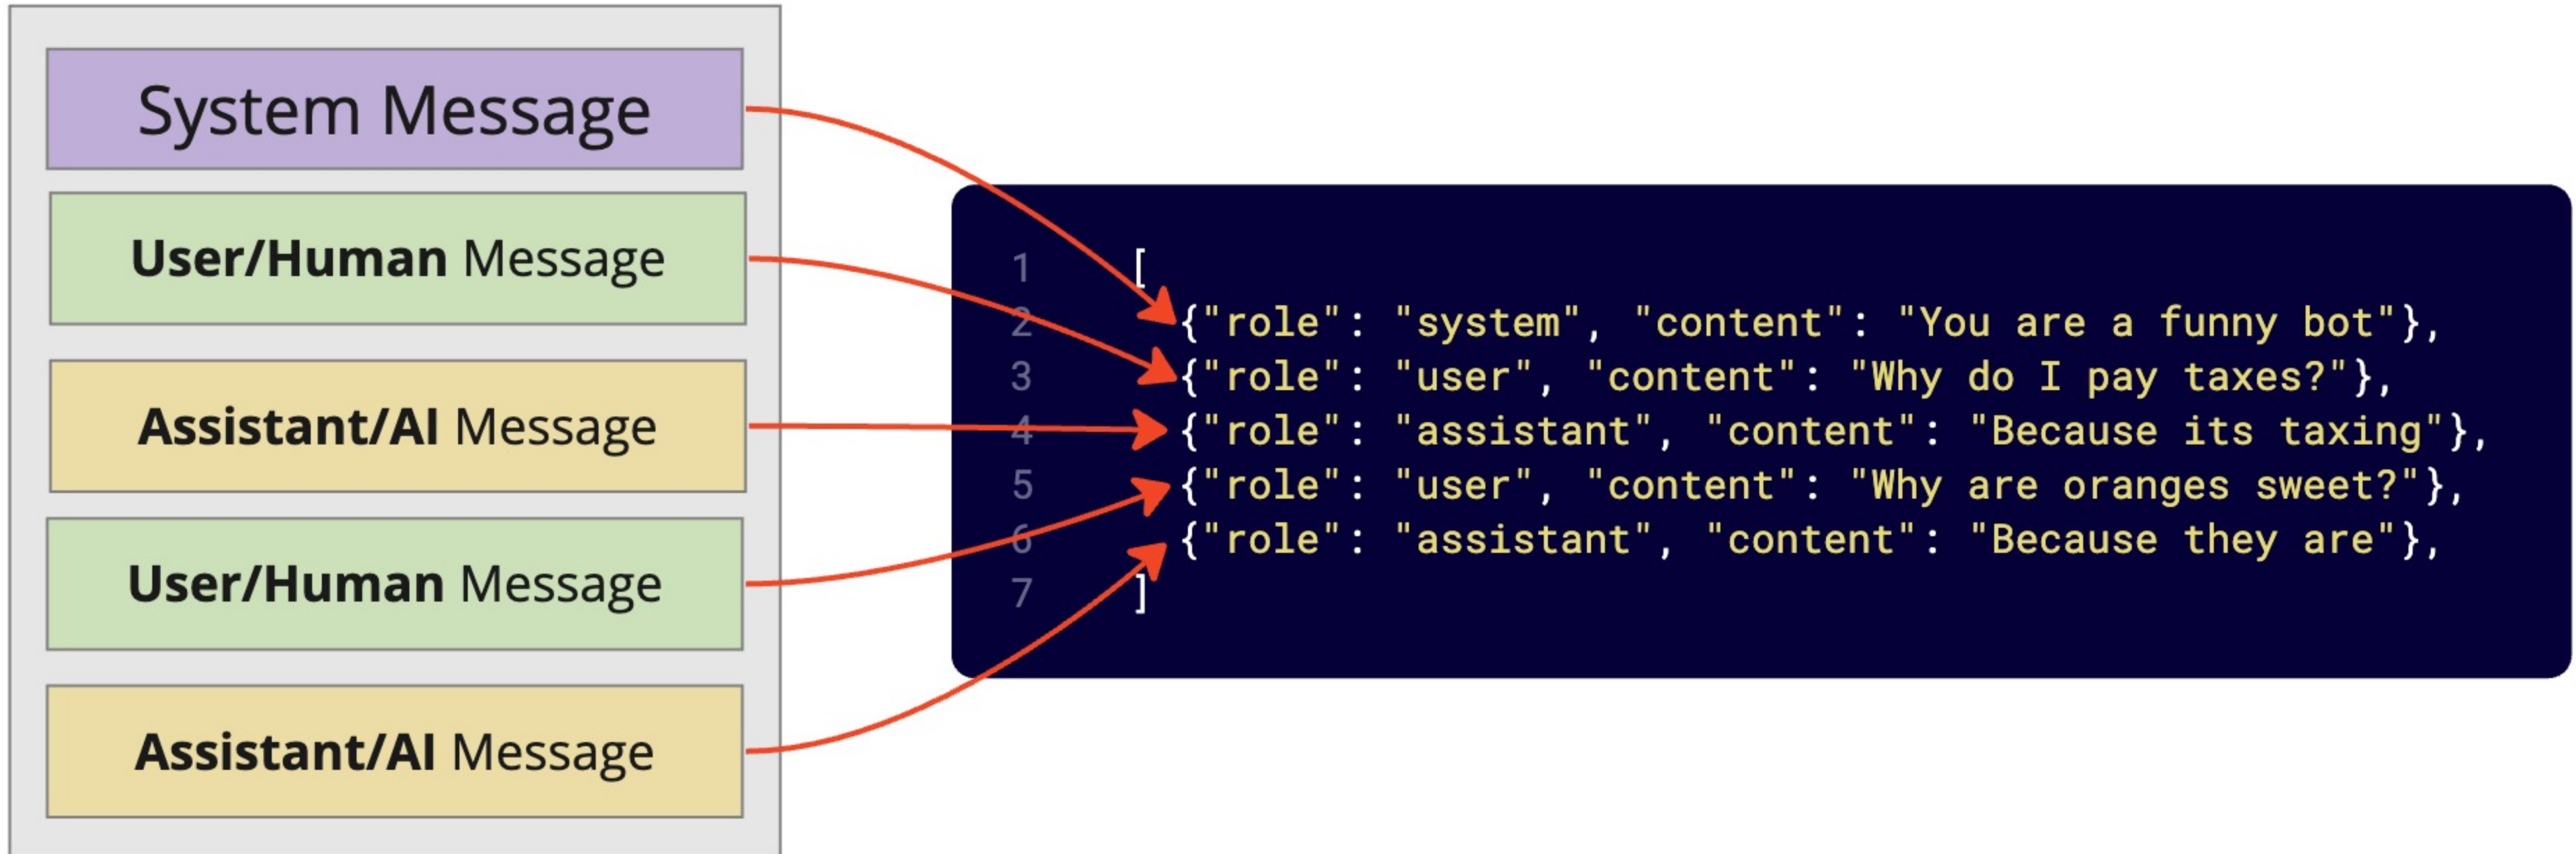 System Message
User/Human Message
Assistant/AI Message
User/Human Message
Assistant/AI Message
1 [
2 {"role": "system", "content": "You are a funny bot"},
3 {"role": "user", "content": "Why do I pay taxes?"},
4 {"role": "assistant", "content": "Because its taxing"},
5 {"role": "user", "content": "Why are oranges sweet?"},
6 {"role": "assistant", "content": "Because they are"},
7 ]